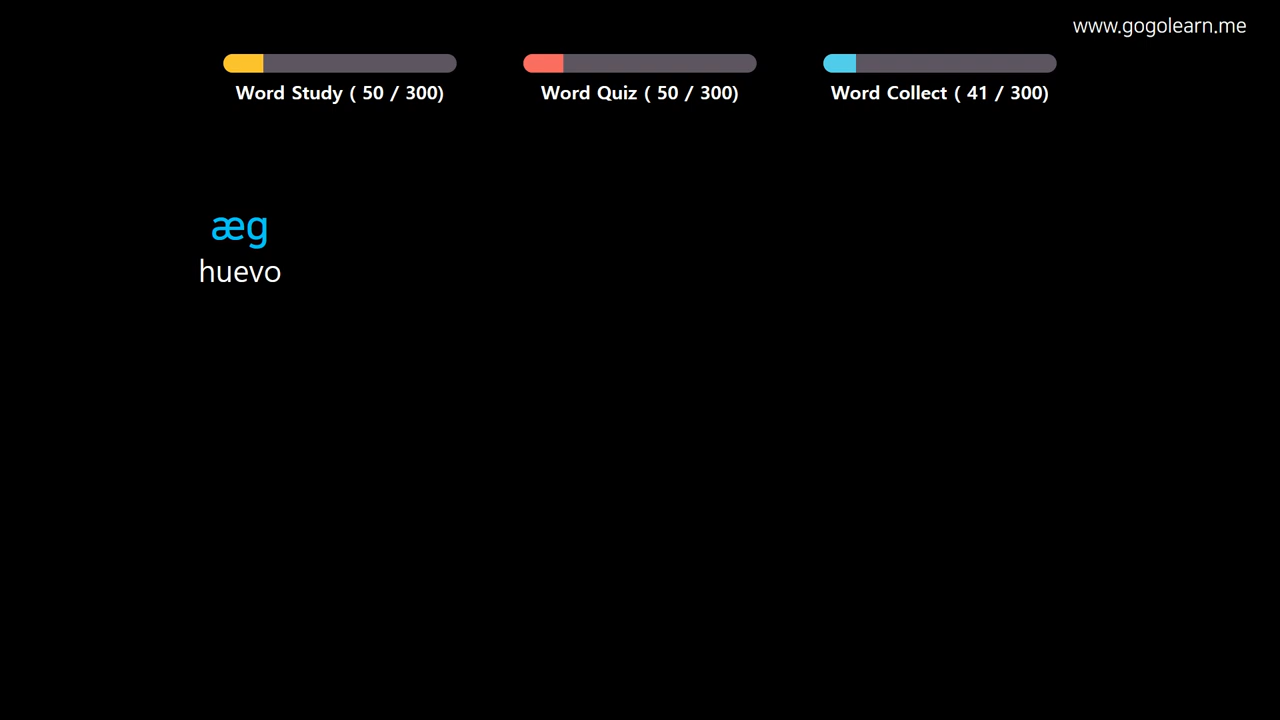 www.gogolearn.me
Word Study ( 50 / 300)
Word Quiz ( 50 / 300)
Word Collect ( 41 / 300)
æg
huevo